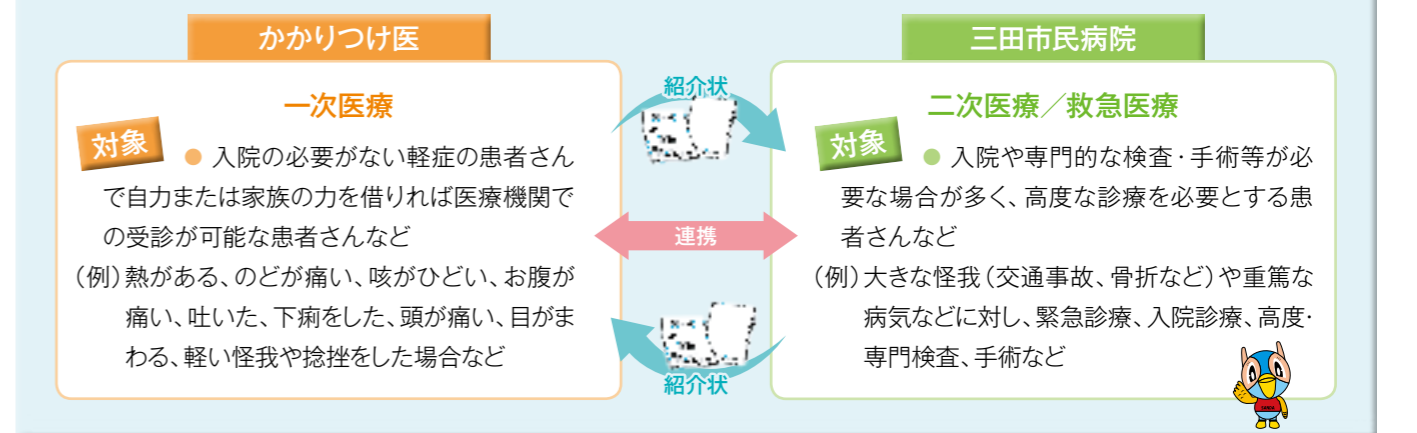 かかりつけ医
一次医療
対象
● 入院の必要がない軽症の患者さん
で自力または家族の力を借りれば医療機関で
の受診が可能な患者さんなど
（例）熱がある、のどが痛い、咳がひどい、お腹が
痛い、吐いた、下痢をした、頭が痛い、目がま
わる、軽い怪我や捻挫をした場合など
紹介状
連携
紹介状
三田市民病院
二次医療／救急医療
対象
● 入院や専門的な検査・手術等が必
要な場合が多く、高度な診療を必要とする患
者さんなど
（例）大きな怪我（交通事故、骨折など）や重篤な
病気などに対し、緊急診療、入院診療、高度・
専門検査、手術など